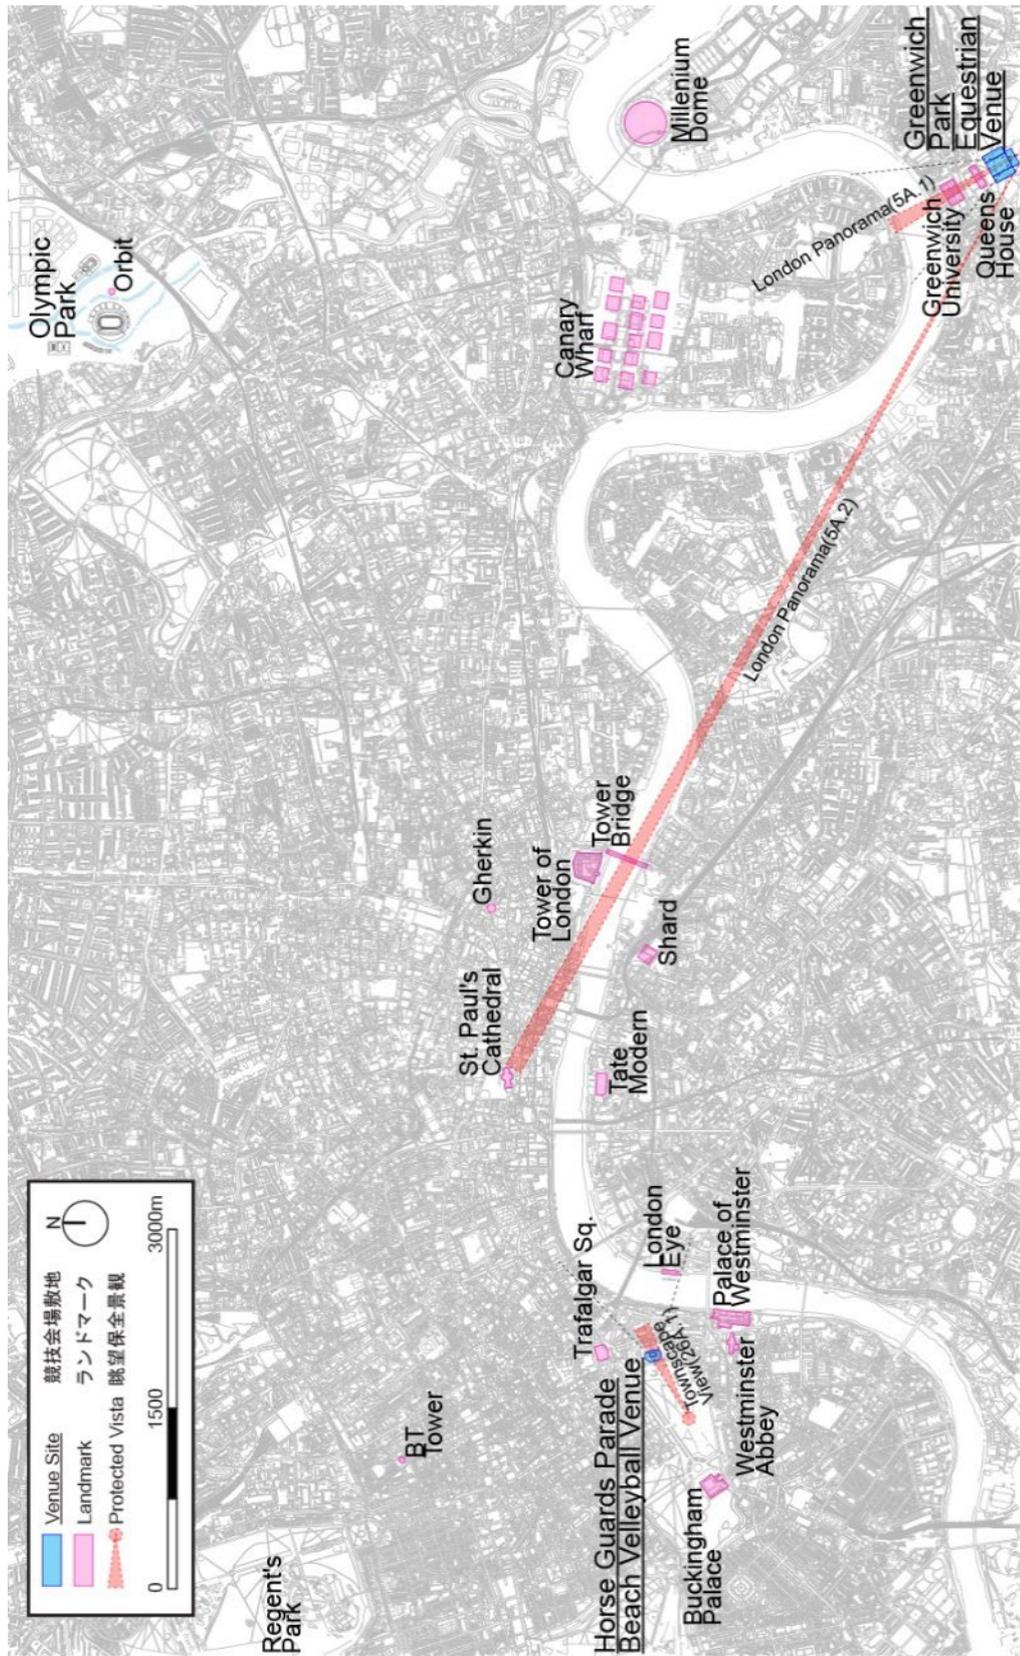 Venue Site 競技会場敷地
Landmark ランドマーク
Protected Vista 眺望保全景観
N
0 1500 3000m
Regent's
Park
BT
Tower
Horse Guards Parade
Beach Velleyball Venue
Buckingham
Palace
Trafalgar Sq.
Townscape
View(26A.1)
Westminster
Abbey
London
Eye
Palace of
Westminster
St. Paul's
Cathedral
Tate
Modern
Gherkin
Tower of
London
Tower
Bridge
Shard
London Panorama(5A.2)
Olympic
Park
Orbit
Canary
Wharf
Millenium
Dome
London Panorama(5A.1)
Greenwich
University
Queens
House
Greenwich
Park
Equestrian
Venue